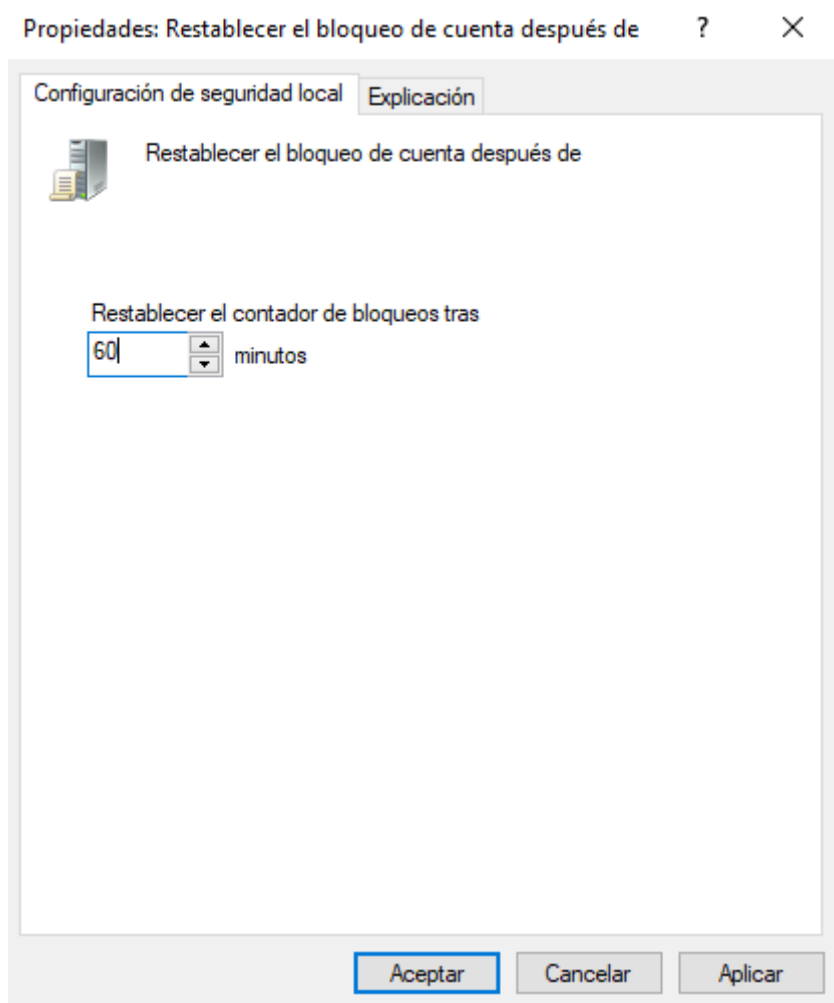 Propiedades: Restablecer el bloqueo de cuenta después de ?
Configuración de seguridad local Explicación
Restablecer el bloqueo de cuenta después de
Restablecer el contador de bloqueos tras
60 minutos
Aceptar Cancelar Aplicar